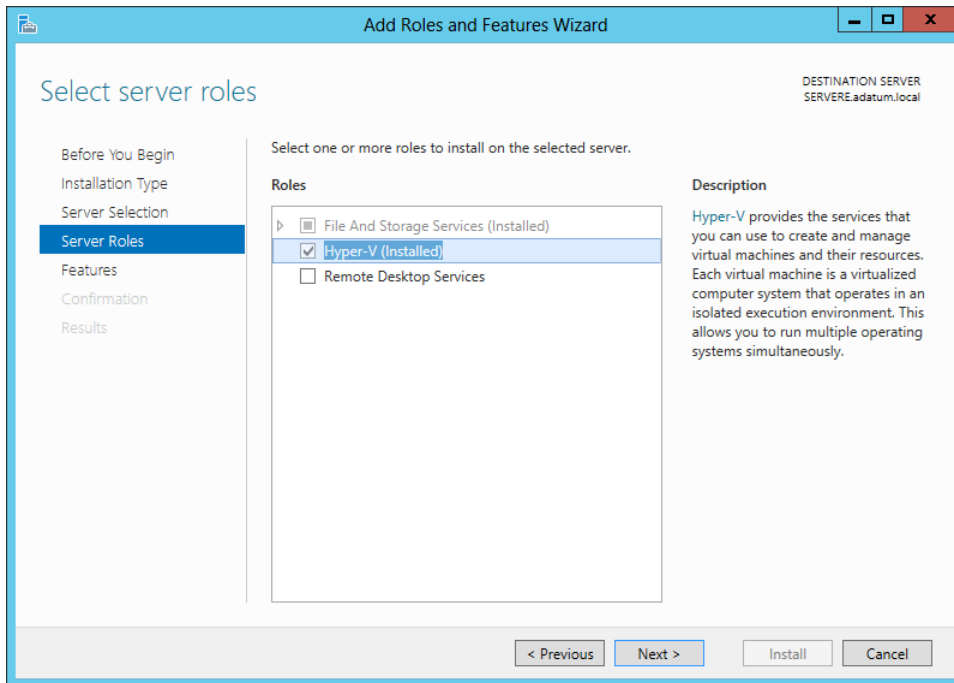 Add Roles and Features Wizard
Select server roles
DESTINATION SERVER
SERVERE.adatum.local
Before You Begin
Installation Type
Server Selection
Server Roles
Features
Confirmation
Results
Select one or more roles to install on the selected server.
Roles
File And Storage Services (Installed)
Hyper-V (Installed)
Remote Desktop Services
Description
Hyper-V provides the services that
you can use to create and manage
virtual machines and their resources.
Each virtual machine is a virtualized
computer system that operates in an
isolated execution environment. This
allows you to run multiple operating
systems simultaneously.
< Previous
Next >
Install
Cancel